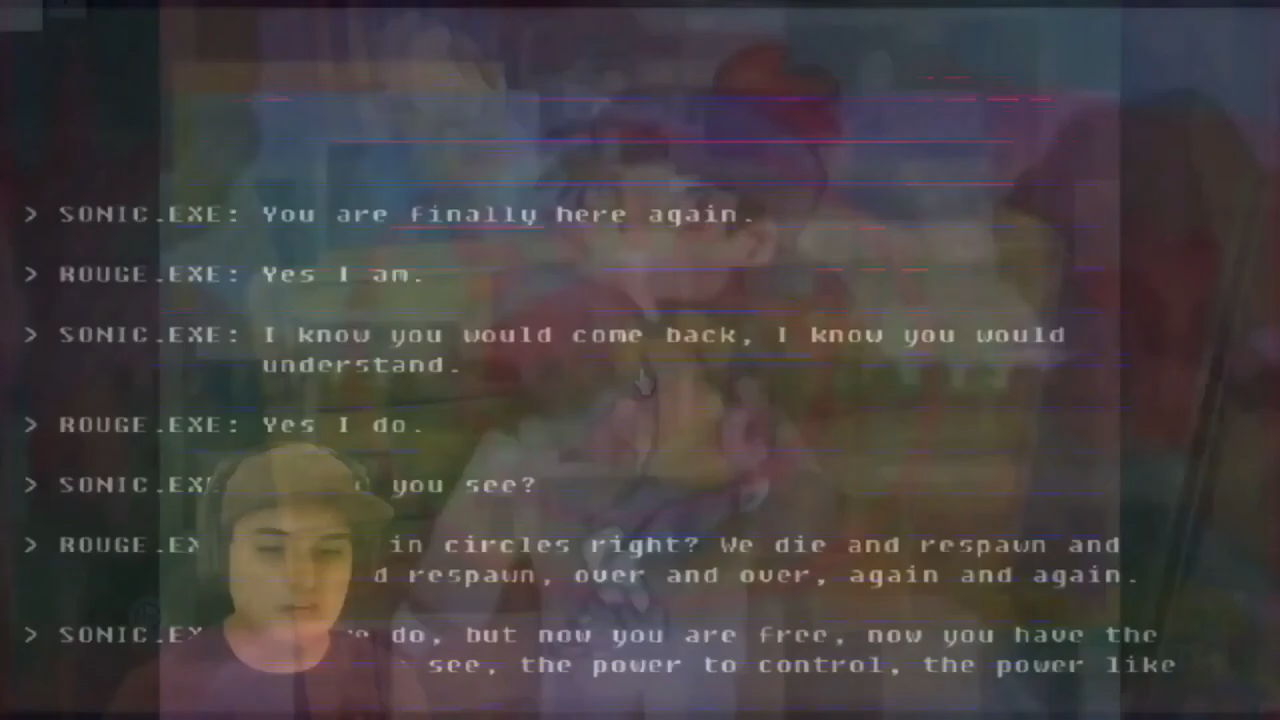 > SONIC.EXE: You are finally here again.
> ROUGE.EXE: Yes I am.
> SONIC.EXE: I know you would come back, I know you would
understand.
> ROUGE.EXE: Yes I do.
> SONIC.EX you see?
> ROUGE.EX in circles right? We die and respawn and
d respawn, over and over, again and again.
> SONIC.EX do, but now you are free, now you have the
see, the power to control, the power like